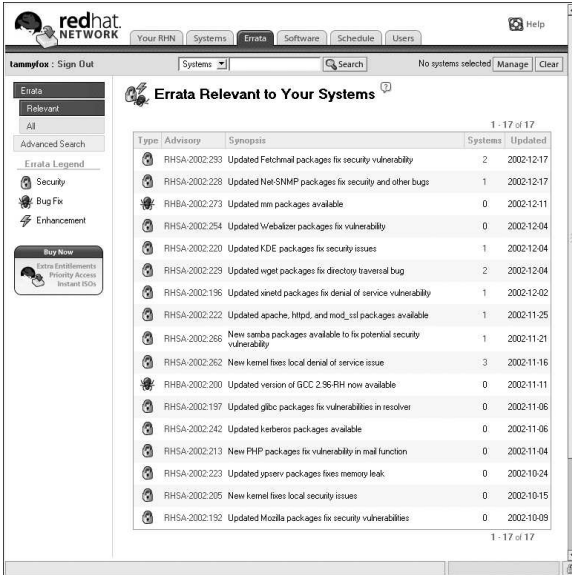 redhat.
NETWORK
Your RHN Systems Errata Software Schedule Users
Help
tammyfox : Sign Out
Systems
Search
No systems selected Manage Clear
Errata
Relevant
All
Advanced Search
Errata Legend
Security
Bug Fix
Enhancement
Buy Now
Extra Entitlements
Priority Access
Instant ISOs
Errata Relevant to Your Systems ?
1 - 17 of 17
Type Advisory Synopsis Systems Updated
RHSA-2002:293 Updated Fetchmail packages fix security vulnerability 2 2002-12-17
RHSA-2002:228 Updated Net-SNMP packages fix security and other bugs 1 2002-12-17
RHBA-2002:273 Updated mm packages available 0 2002-12-11
RHSA-2002:254 Updated Webalizer packages fix vulnerability 0 2002-12-04
RHSA-2002:220 Updated KDE packages fix security issues 1 2002-12-04
RHSA-2002:229 Updated wget packages fix directory traversal bug 2 2002-12-04
RHSA-2002:196 Updated xinetd packages fix denial of service vulnerability 1 2002-12-02
RHSA-2002:222 Updated apache, httpd, and mod_ssl packages available 1 2002-11-25
RHSA-2002:266 New samba packages available to fix potential security vulnerability 1 2002-11-21
RHSA-2002:262 New kernel fixes local denial of service issue 3 2002-11-16
RHBA-2002:200 Updated version of GCC 2.96-RH now available 0 2002-11-11
RHSA-2002:197 Updated glibc packages fix vulnerabilities in resolver 0 2002-11-06
RHSA-2002:242 Updated kerberos packages available 0 2002-11-06
RHSA-2002:213 New PHP packages fix vulnerability in mail function 0 2002-11-04
RHSA-2002:223 Updated ypserv packages fixes memory leak 0 2002-10-24
RHSA-2002:205 New kernel fixes local security issues 0 2002-10-15
RHSA-2002:192 Updated Mozilla packages fix security vulnerabilities 0 2002-10-09
1 - 17 of 17